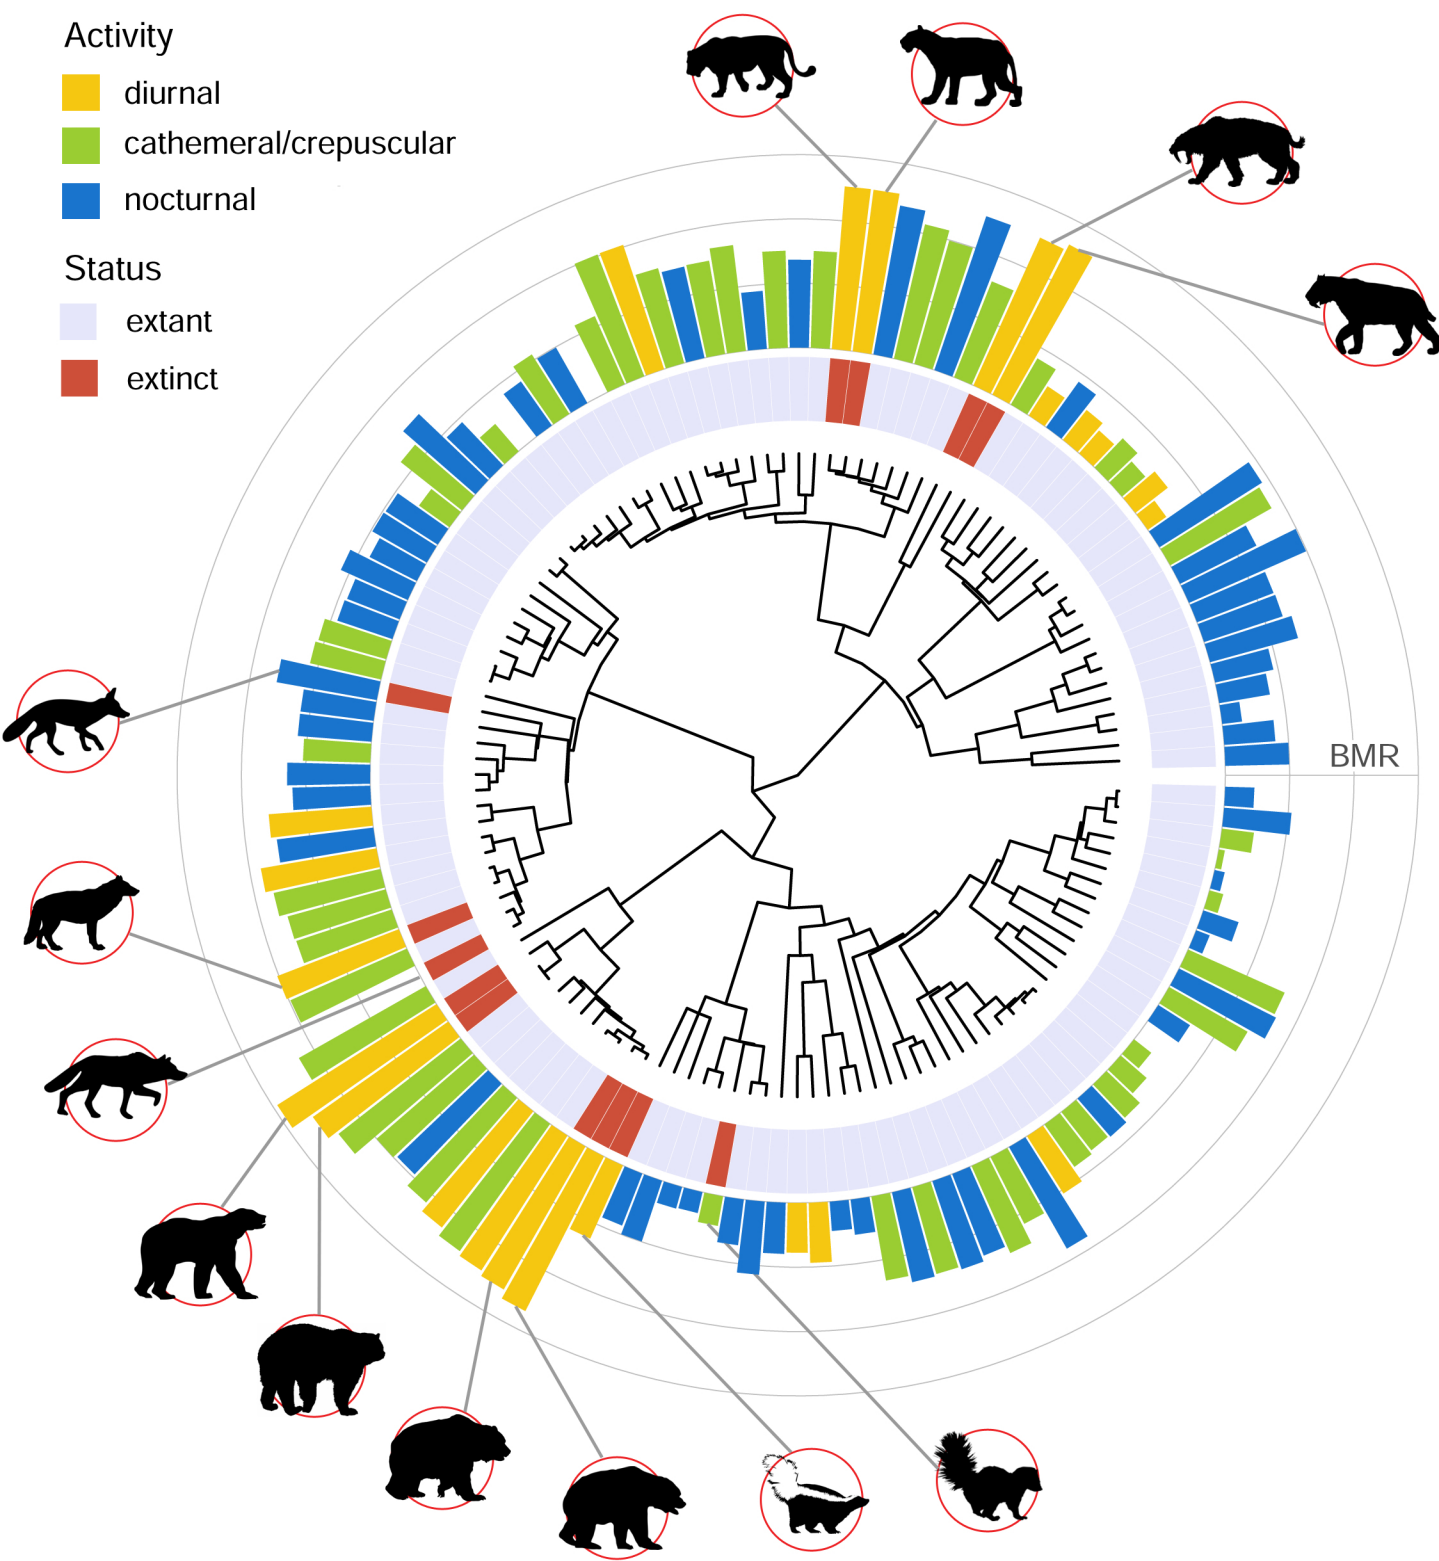 Activity
diurnal
cathemeral/crepuscular
nocturnal
Status
extant
extinct
BMR